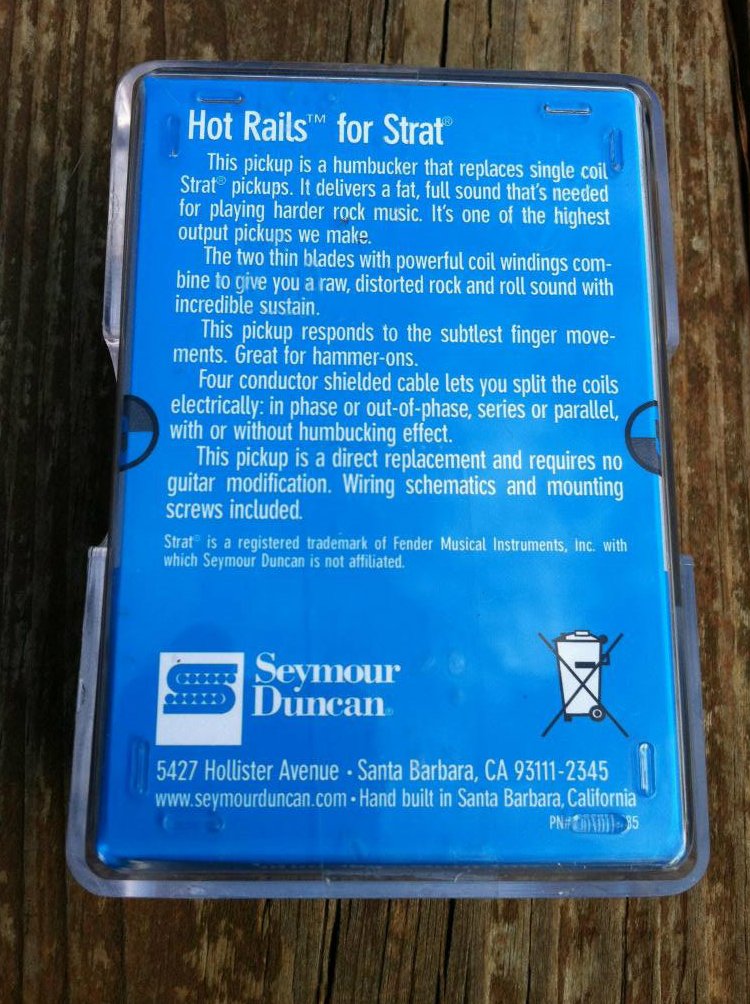 Hot Rails™ for Strat®
This pickup is a humbucker that replaces single coil
Strat® pickups. It delivers a fat, full sound that's needed
for playing harder rock music. It's one of the highest
output pickups we make.
The two thin blades with powerful coil windings com-
bine to give you a raw, distorted rock and roll sound with
incredible sustain.
This pickup responds to the subtlest finger move-
ments. Great for hammer-ons.
Four conductor shielded cable lets you split the coils
electrically: in phase or out-of-phase, series or parallel,
with or without humbucking effect.
This pickup is a direct replacement and requires no
guitar modification. Wiring schematics and mounting
screws included.
Strat® is a registered trademark of Fender Musical Instruments, Inc. with
which Seymour Duncan is not affiliated.
Seymour
Duncan®
5427 Hollister Avenue • Santa Barbara, CA 93111-2345
www.seymourduncan.com • Hand built in Santa Barbara, California
PN#